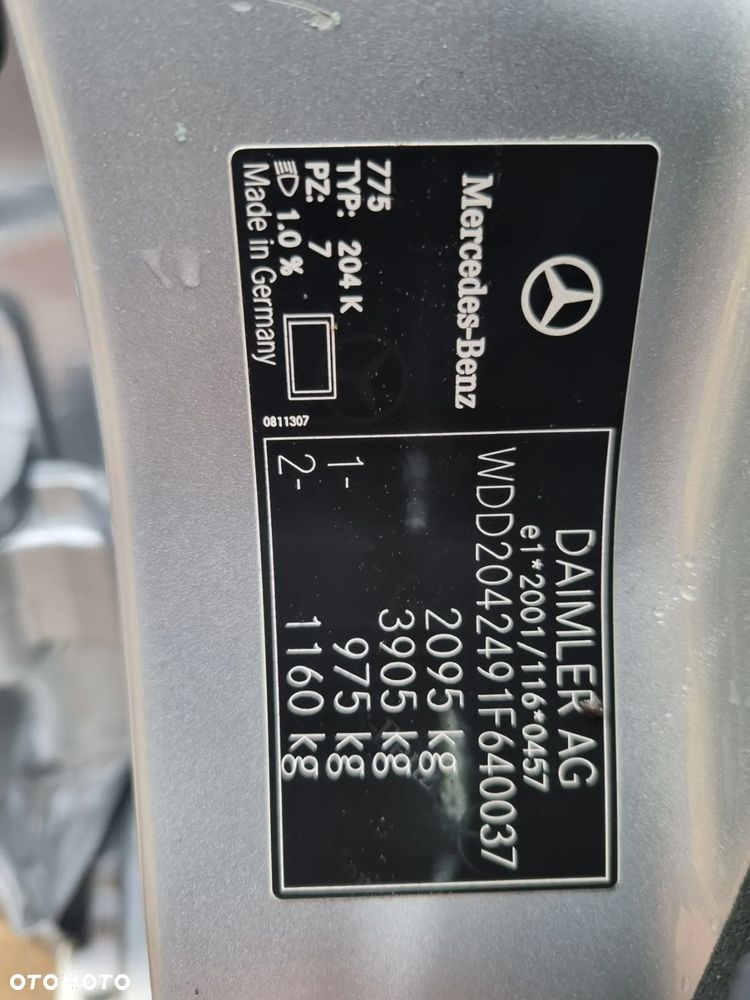 Mercedes-Benz
775
TYP: 204 K
PZ: 7
1.0 %
Made in Germany
0811307
DAIMLER AG
e1*2001/116*0457
WDD2042491F640037
2095 kg
3905 kg
1- 975 kg
2- 1160 kg
OTOMOTO